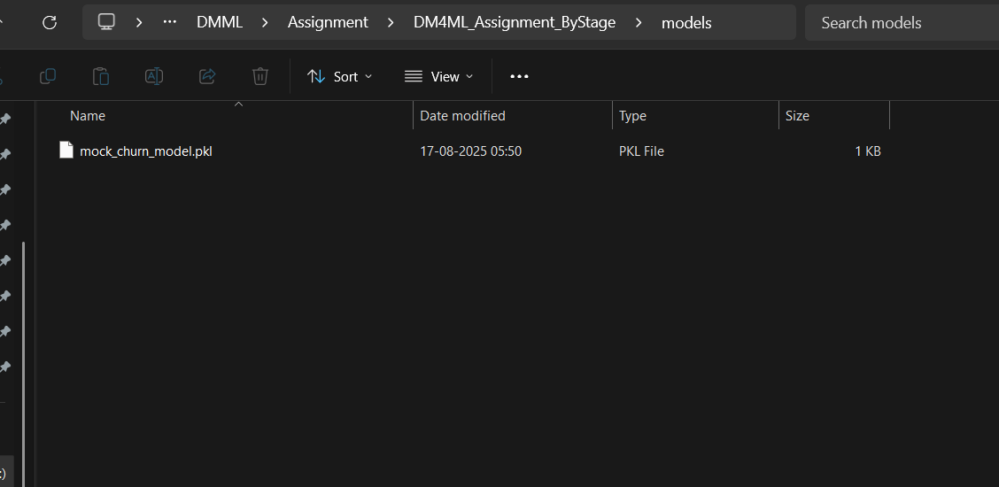 DMML Assignment DM4ML_Assignment_ByStage models Search models
Sort View
Name Date modified Type Size
mock_churn_model.pkl 17-08-2025 05:50 PKL File 1 KB
:)